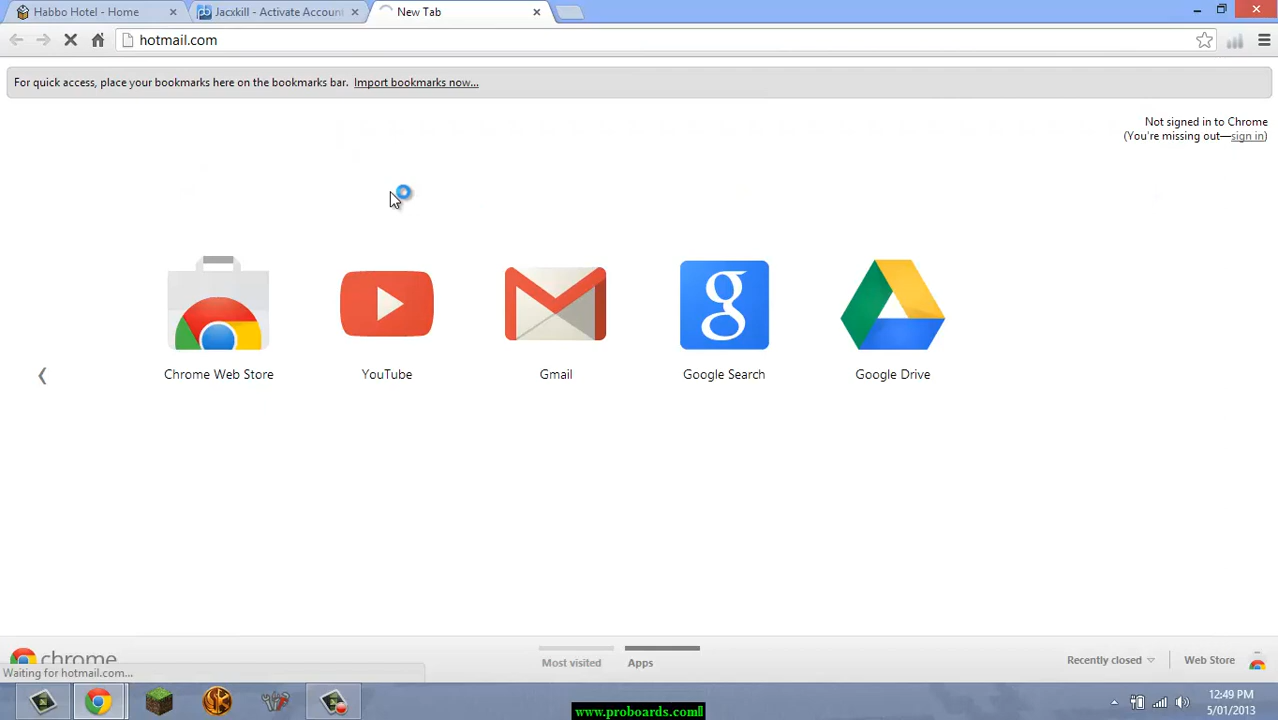 Habbo Hotel - Home
Jacxkill - Activate Account
New Tab
hotmail.com
For quick access, place your bookmarks here on the bookmarks bar. Import bookmarks now...
Not signed in to Chrome
(You're missing out—sign in)
Chrome Web Store
YouTube
Gmail
Google Search
Google Drive
chrome
Most visited
Apps
Recently closed
Web Store
Waiting for hotmail.com...
12:49 PM
5/01/2013
www.proboards.com